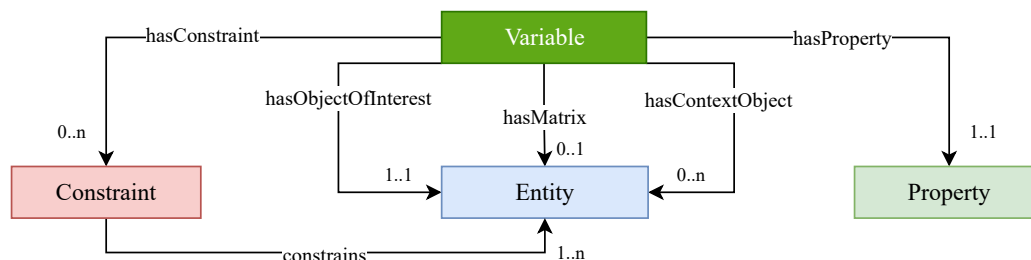 Variable
hasConstraint
hasProperty
hasObjectOfInterest
hasContextObject
hasMatrix
0..n
1..1
0..1
1..1
0..n
Constraint
Entity
Property
constrains
1..n